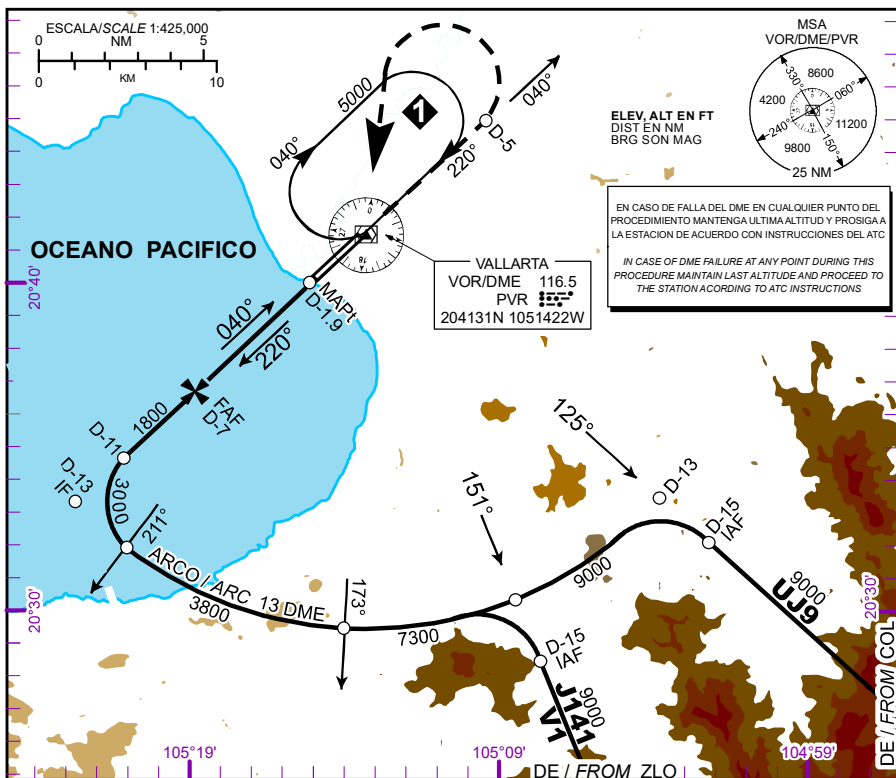 ESCALA/SCALE 1:425,000
0 NM 5
0 KM 10
5000
040°
1
040°
D-5
220°
MSA
VOR/DME/PVR
330°
8600
060°
4200
11200
240°
9800
150°
25 NM
ELEV, ALT EN FT
DIST EN NM
BRG SON MAG
EN CASO DE FALLA DEL DME EN CUALQUIER PUNTO DEL
PROCEDIMIENTO MANTENGA ULTIMA ALTITUD Y PROSIGA A
LA ESTACION DE ACUERDO CON INSTRUCCIONES DEL ATC
IN CASE OF DME FAILURE AT ANY POINT DURING THIS
PROCEDURE MAINTAIN LAST ALTITUDE AND PROCEED TO
THE STATION ACORDING TO ATC INSTRUCTIONS
OCEANO PACIFICO
0
27
18
VALLARTA
VOR/DME 116.5
PVR
204131N 1051422W
20°40'
MAPt
D-1.9
040°
220°
FAF
D-7
1800
D-11
D-13
IF
3000
211°
ARCO / ARC 13 DME
3800
173°
7300
151°
125°
9000
D-13
D-15
IAF
9000
UJ9
D-15
IAF
9000
J141
V1
20°30'
20°30'
105°19'
105°09'
104°59'
DE / FROM ZLO
DE / FROM COL